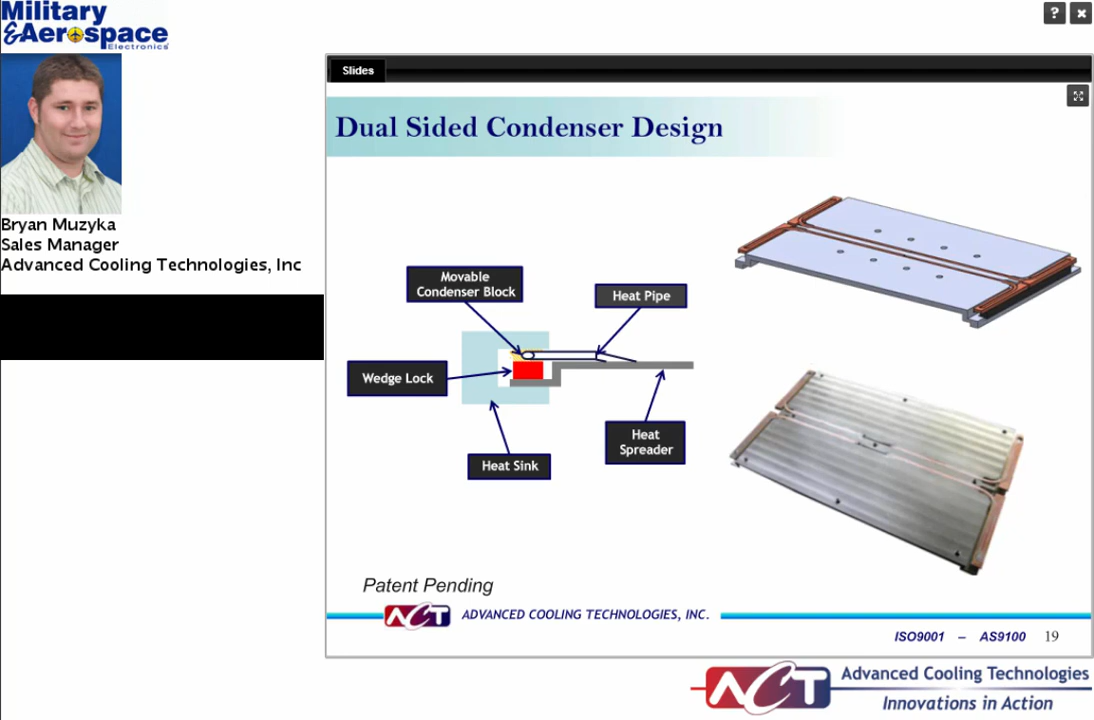 Military
&Aerospace
Electronics
?
Bryan Muzyka
Sales Manager
Advanced Cooling Technologies, Inc
Slides
Dual Sided Condenser Design
Movable
Condenser Block
Heat Pipe
Wedge Lock
Heat
Spreader
Heat Sink
Patent Pending
ACT
ADVANCED COOLING TECHNOLOGIES, INC.
ISO9001 – AS9100 19
ACT
Advanced Cooling Technologies
Innovations in Action